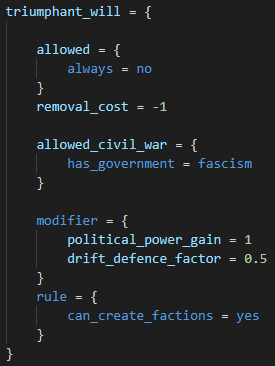 triumphant_will = {
allowed = {
always = no
}
removal_cost = -1
allowed_civil_war = {
has_government = fascism
}
modifier = {
political_power_gain = 1
drift_defence_factor = 0.5
}
rule = {
can_create_factions = yes
}
}